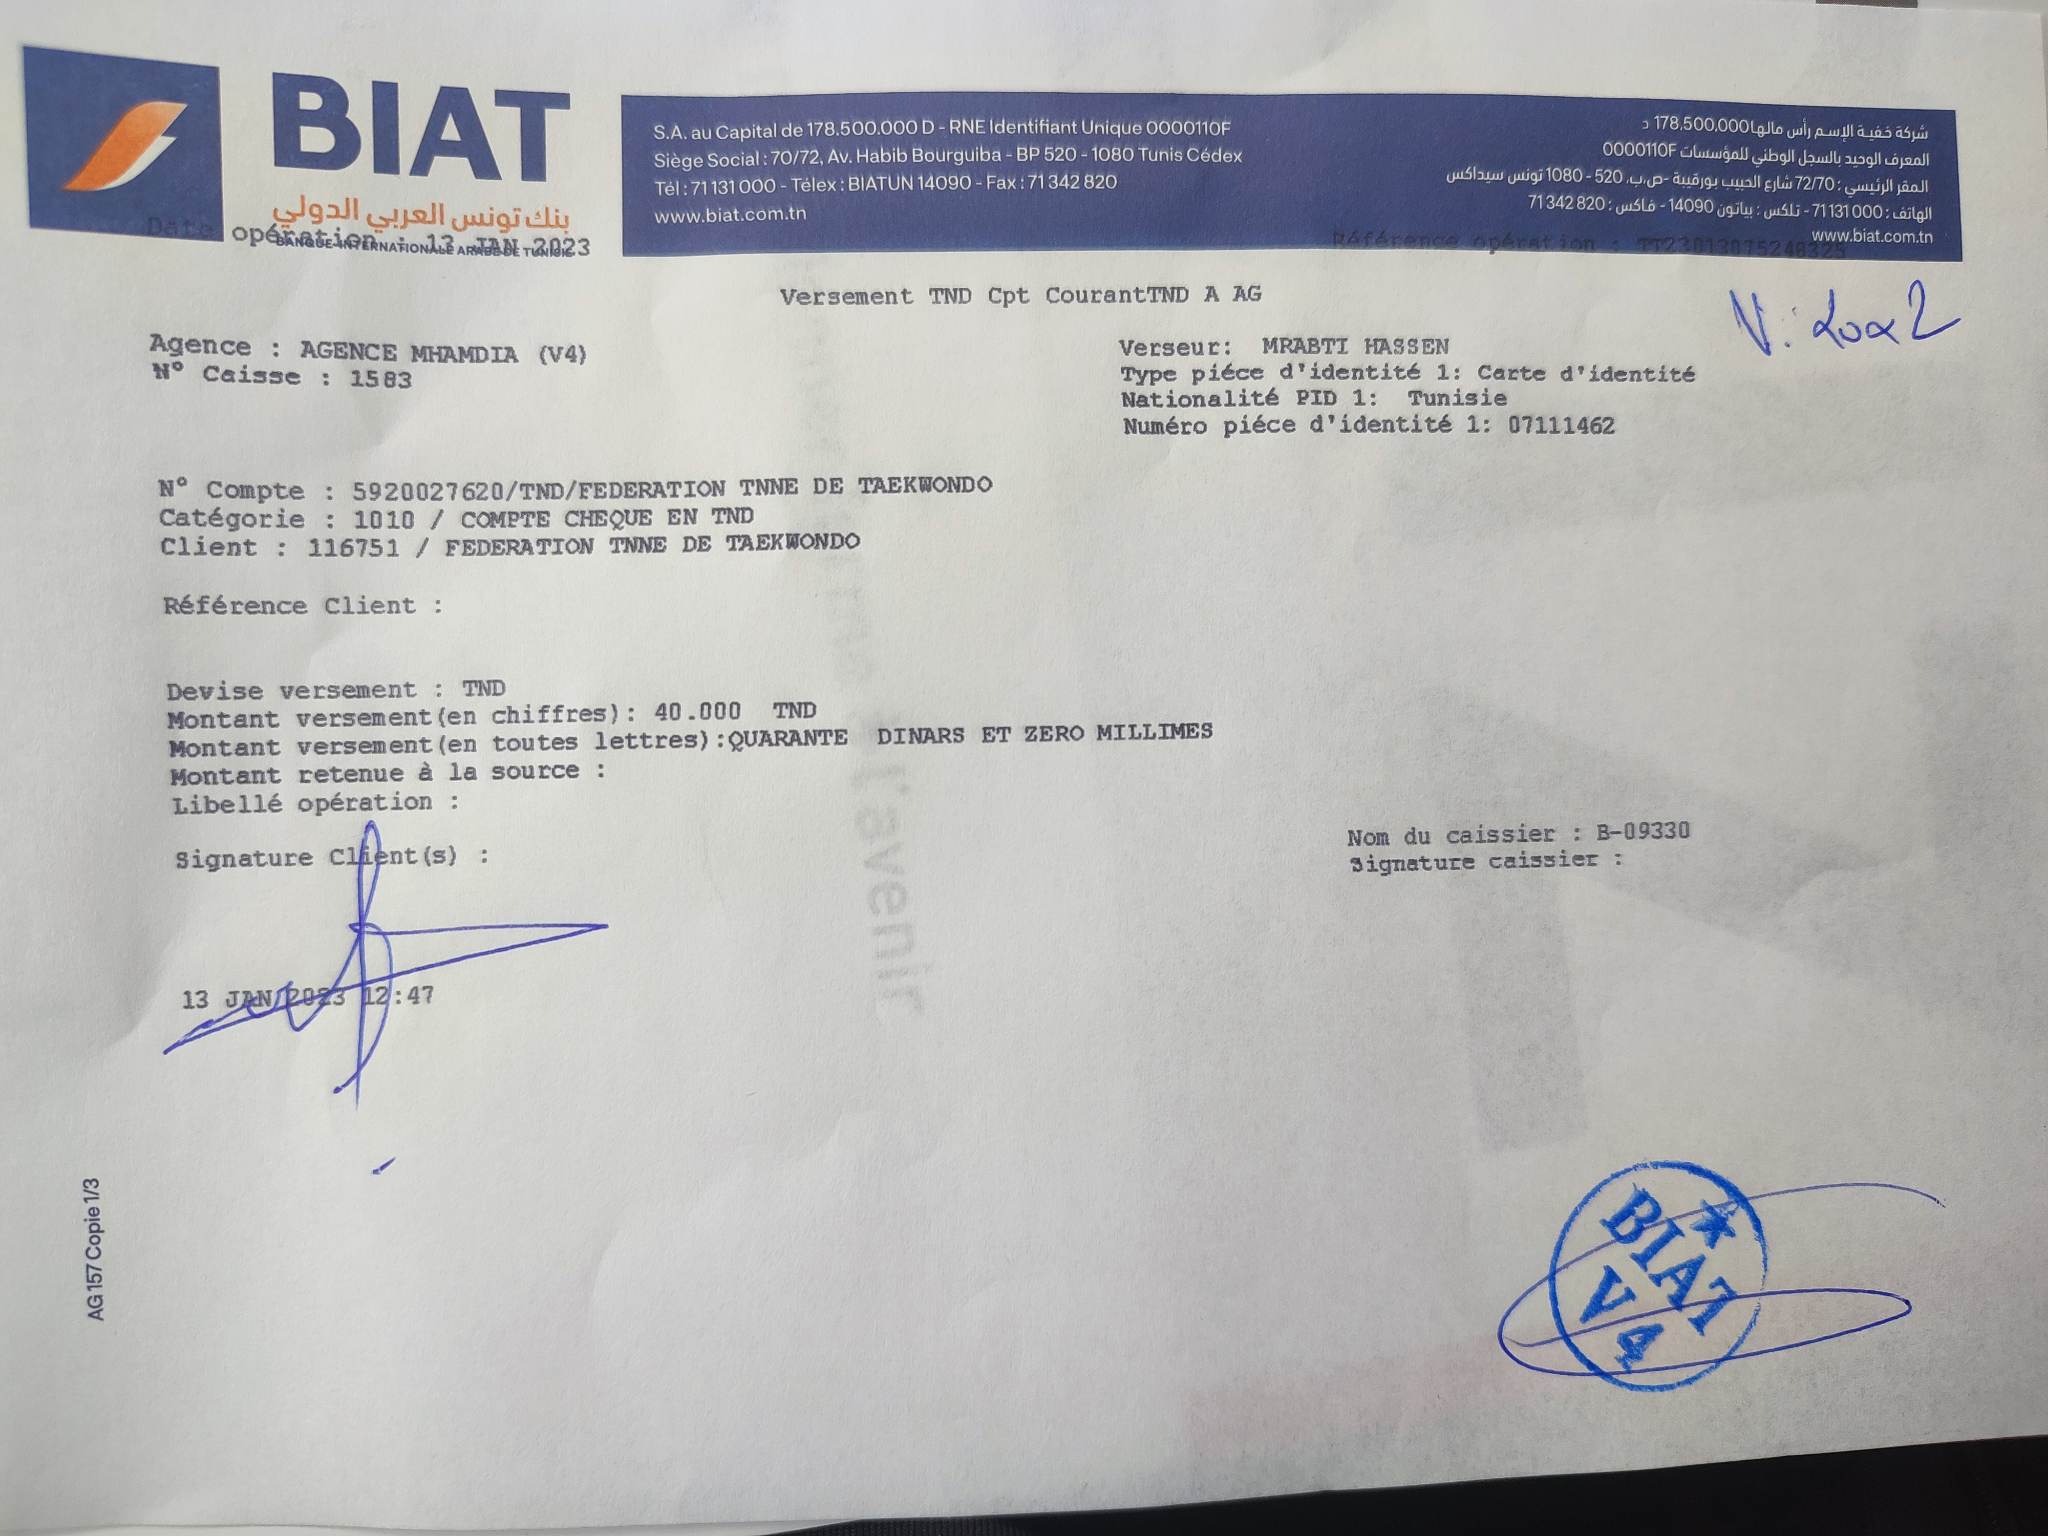 BIAT
بنك تونس العربي الدولي
BANQUE INTERNATIONALE ARABE DE TUNISIE
S.A. au Capital de 178.500.000 D - RNE Identifiant Unique 0000110F
Siège Social : 70/72, Av. Habib Bourguiba - BP 520 - 1080 Tunis Cédex
Tél : 71 131 000 - Télex : BIATUN 14090 - Fax : 71 342 820
www.biat.com.tn
شركة خفية الإسم رأس مالها 178.500.000 د
المعرف الوحيد بالسجل الوطني للمؤسسات 0000110F
المقر الرئيسي : 72/70 شارع الحبيب بورقيبة -ص.ب. 520 - 1080 تونس سيداكس
الهاتف : 71 131 000 - تلكس : بياتون 14090 - فاكس : 71 342 820
www.biat.com.tn
Date opération : 13 JAN 2023
Référence opération : TT23013075248325
Versement TND Cpt CourantTND A AG
Agence : AGENCE MHAMDIA (V4)
N° Caisse : 1583
Verseur: MRABTI HASSEN
Type piéce d'identité 1: Carte d'identité
Nationalité PID 1: Tunisie
Numéro piéce d'identité 1: 07111462
N° Compte : 5920027620/TND/FEDERATION TNNE DE TAEKWONDO
Catégorie : 1010 / COMPTE CHEQUE EN TND
Client : 116751 / FEDERATION TNNE DE TAEKWONDO
Référence Client :
Devise versement : TND
Montant versement(en chiffres): 40.000 TND
Montant versement(en toutes lettres):QUARANTE DINARS ET ZERO MILLIMES
Montant retenue à la source :
Libellé opération :
Signature Client(s) :
Nom du caissier : B-09330
Signature caissier :
13 JAN 2023 12:47
AG 157 Copie 1/3
BIAT
V4